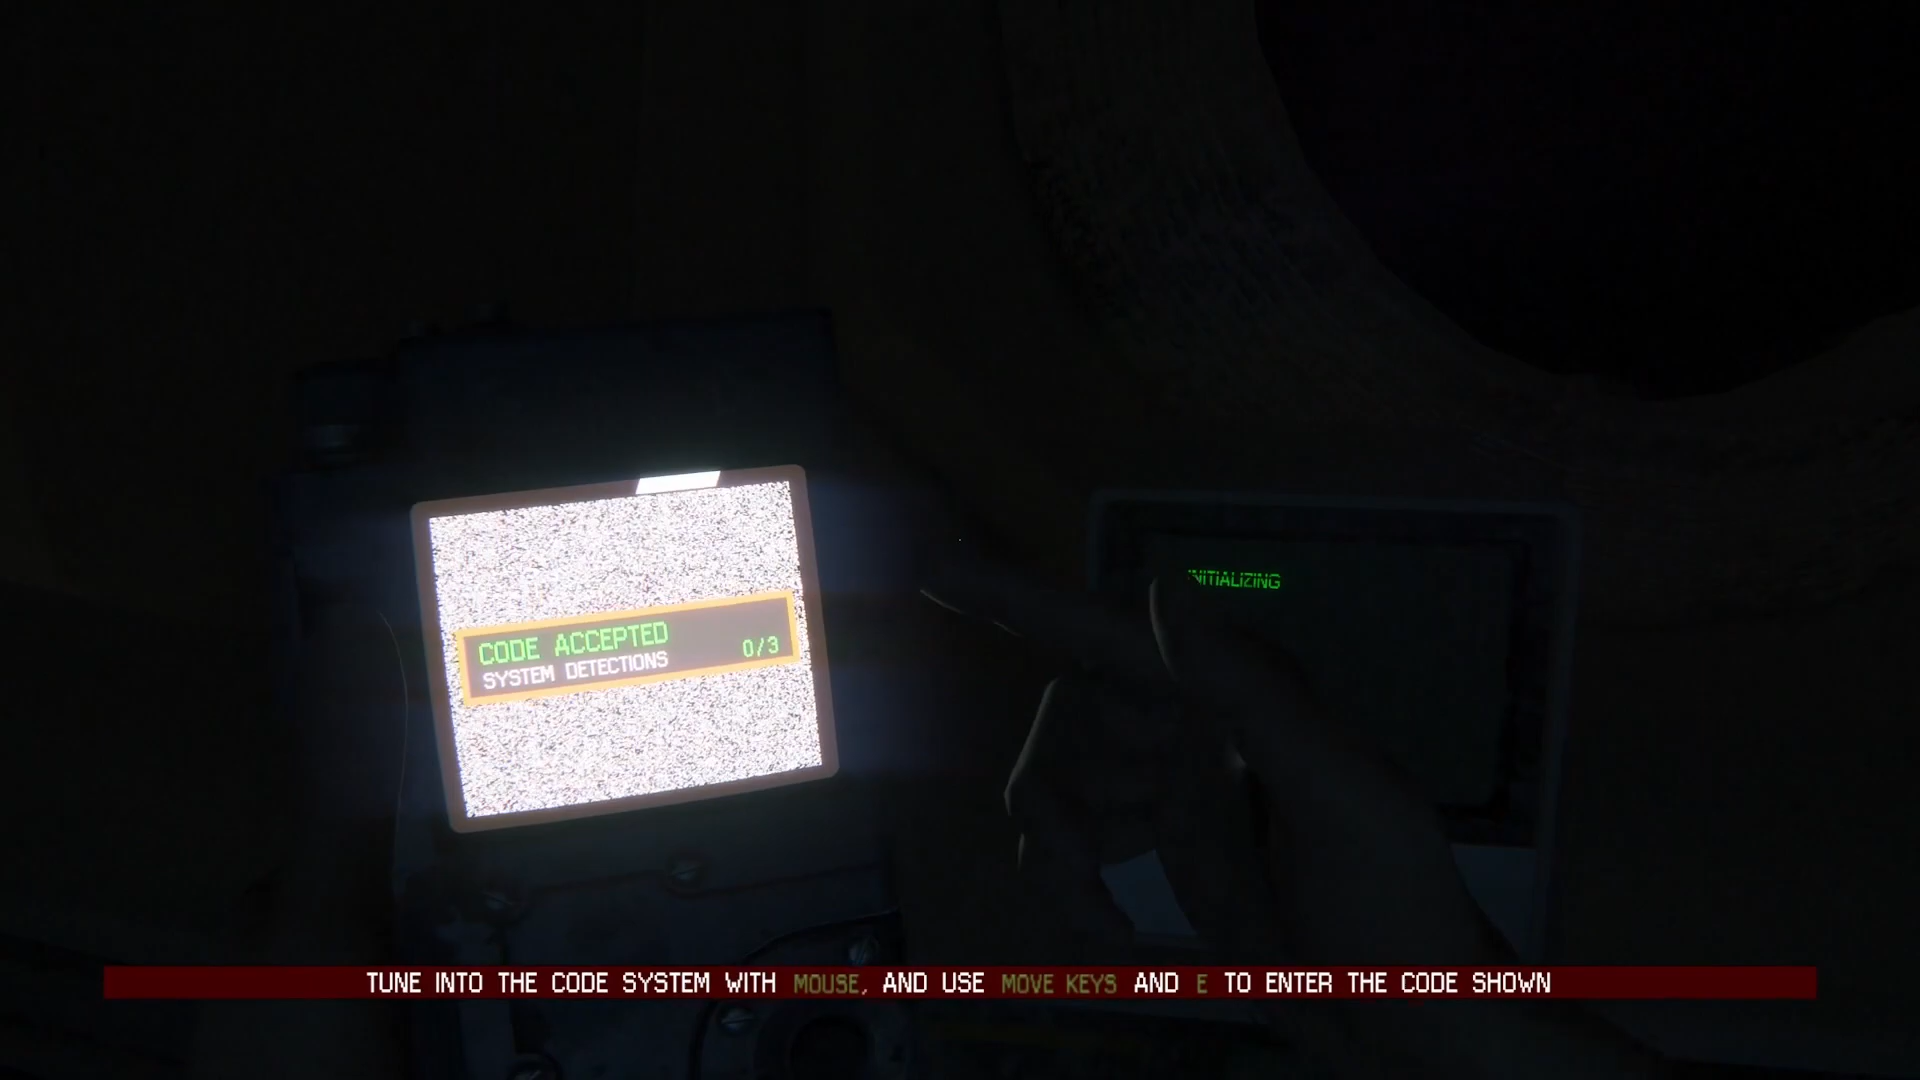 CODE ACCEPTED
SYSTEM DETECTIONS 0/3
INITIALIZING
TUNE INTO THE CODE SYSTEM WITH MOUSE, AND USE MOVE KEYS AND E TO ENTER THE CODE SHOWN